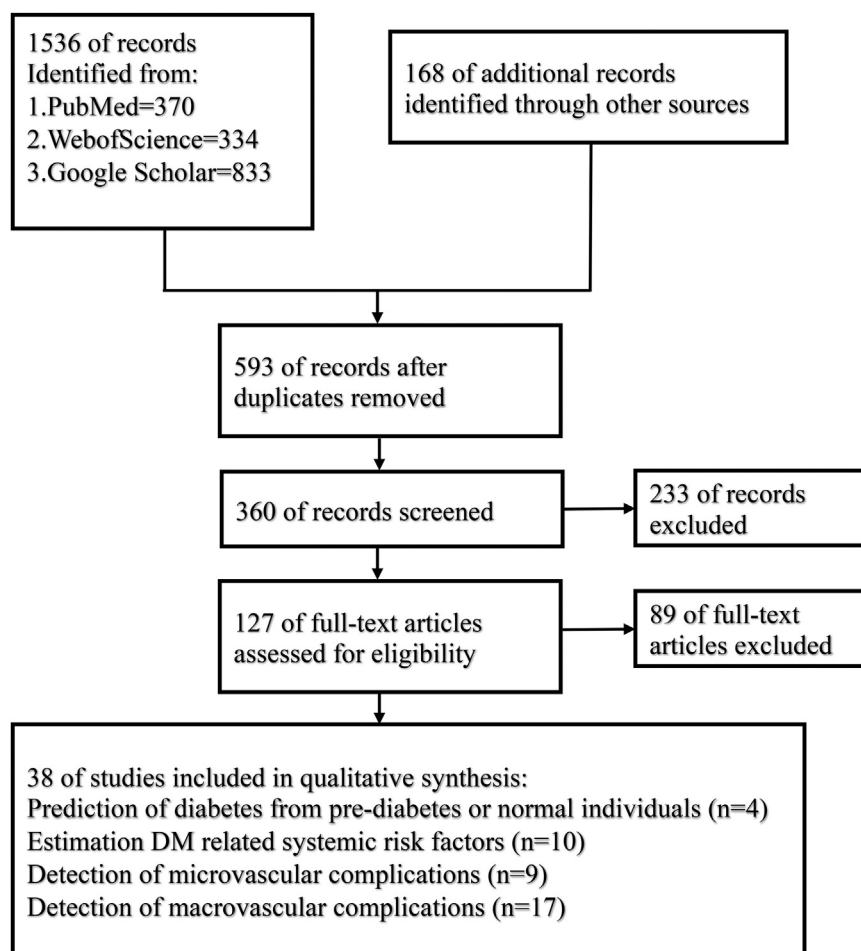 1536 of records
Identified from:
1.PubMed=370
2.WebofScience=334
3.Google Scholar=833
168 of additional records
identified through other sources
593 of records after
duplicates removed
360 of records screened
233 of records
excluded
127 of full-text articles
assessed for eligibility
89 of full-text
articles excluded
38 of studies included in qualitative synthesis:
Prediction of diabetes from pre-diabetes or normal individuals (n=4)
Estimation DM related systemic risk factors (n=10)
Detection of microvascular complications (n=9)
Detection of macrovascular complications (n=17)